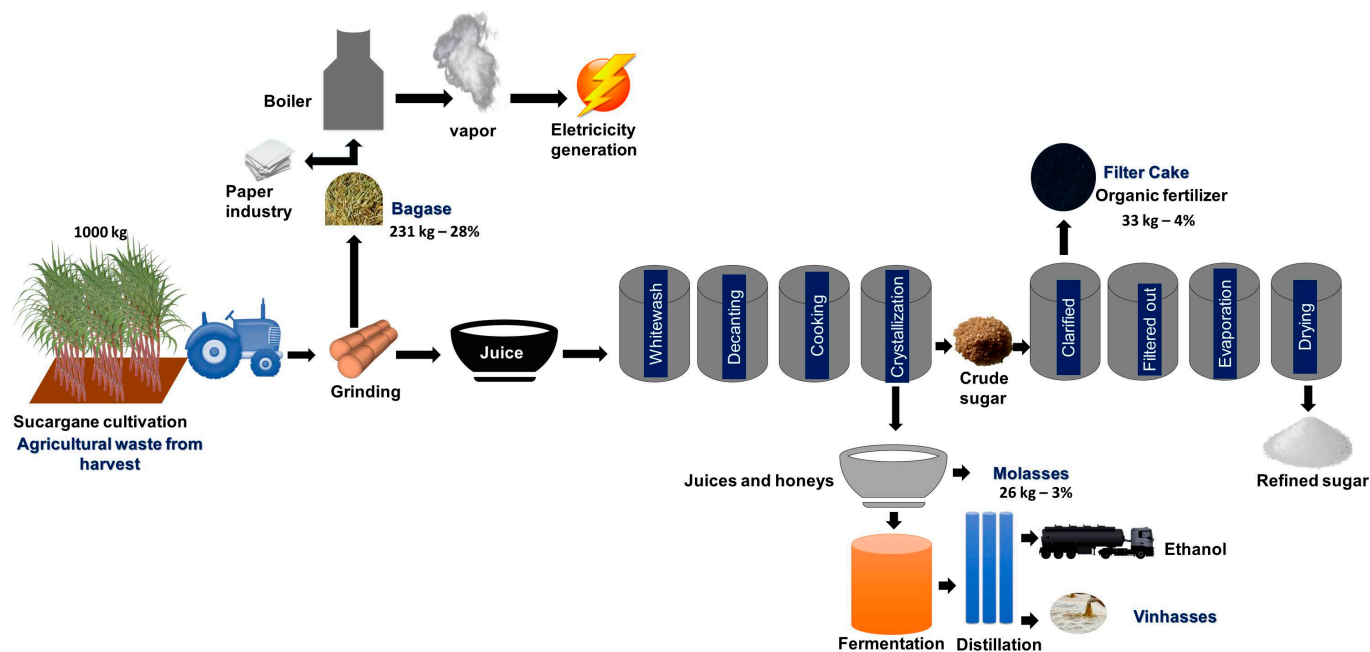 Boiler
vapor
Eletricicity
generation
Paper
industry
Bagase
231 kg – 28%
Filter Cake
Organic fertilizer
33 kg – 4%
1000 kg
Sucargane cultivation
Agricultural waste from
harvest
Grinding
Juice
Whitewash
Decanting
Cooking
Crystallization
Crude
sugar
Clarified
Filtered out
Evaporation
Drying
Refined sugar
Juices and honeys
Molasses
26 kg – 3%
Fermentation
Distillation
Ethanol
Vinhasses